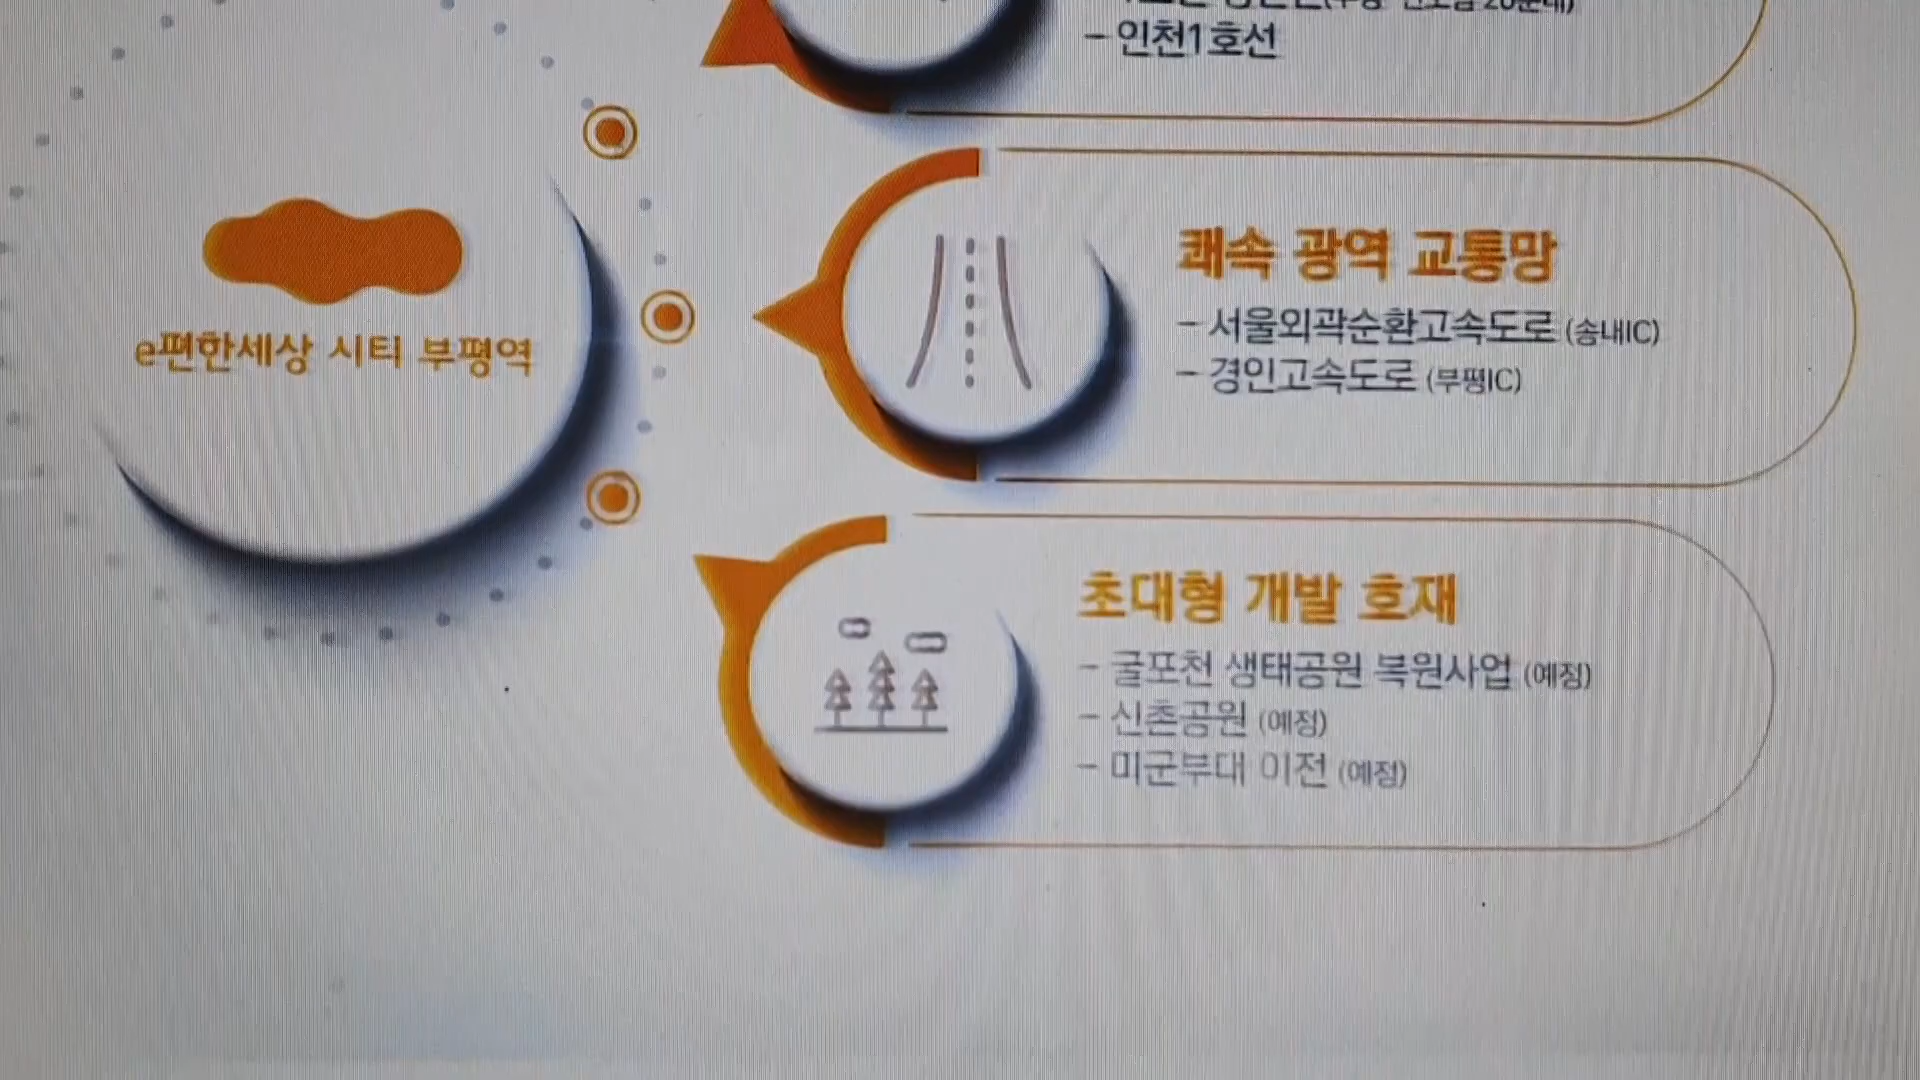 - 인천1호선
e편한세상 시티 부평역
쾌속 광역 교통망
- 서울외곽순환고속도로 (송내IC)
- 경인고속도로 (부평IC)
초대형 개발 호재
- 굴포천 생태공원 복원사업 (예정)
- 신촌공원 (예정)
- 미군부대 이전 (예정)